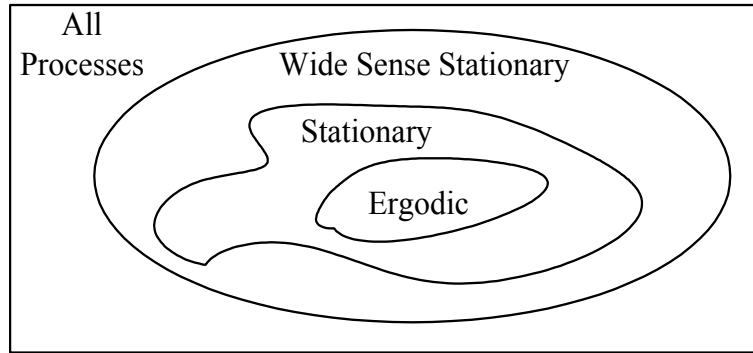 All
Processes
Wide Sense Stationary
Stationary
Ergodic